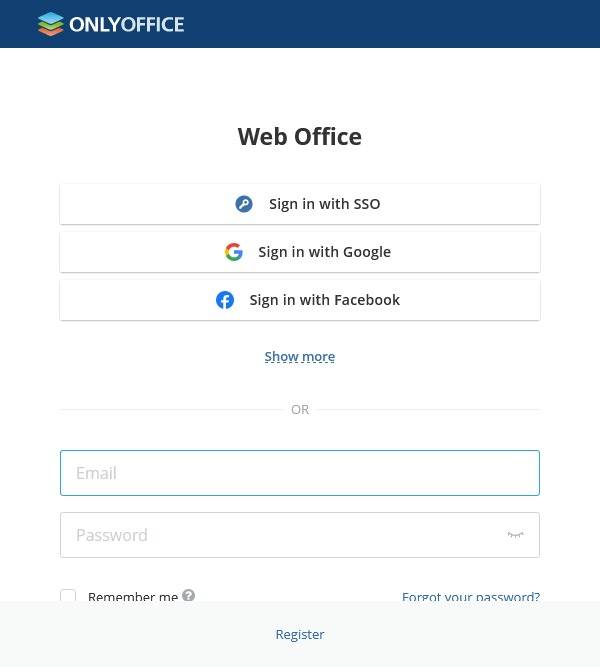 ONLYOFFICE
Web Office
Sign in with SSO
Sign in with Google
Sign in with Facebook
Show more
OR
Email
Password
Remember me ? Forgot your password?
Register